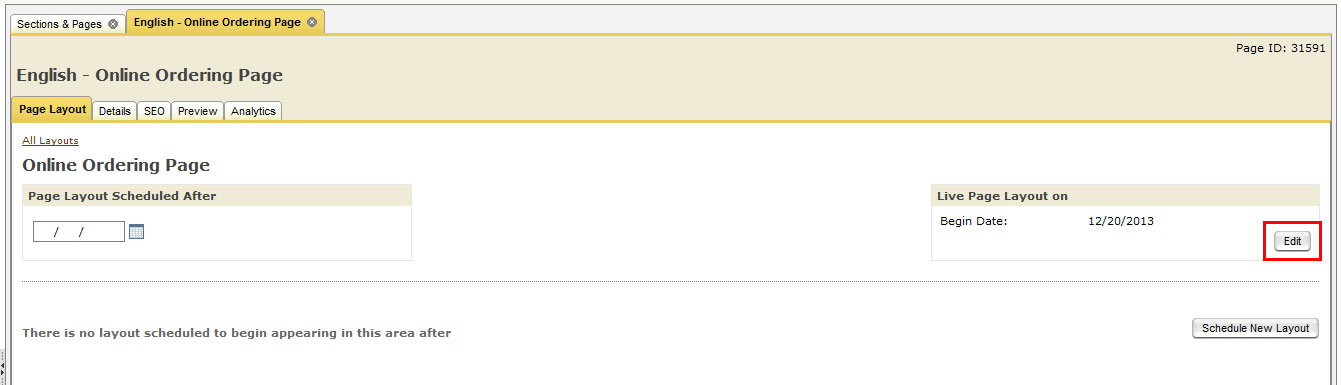 Sections & Pages
English - Online Ordering Page
Page ID: 31591
English - Online Ordering Page
Page Layout Details SEO Preview Analytics
All Layouts
Online Ordering Page
Page Layout Scheduled After
Live Page Layout on
/ /
Begin Date: 12/20/2013
Edit
There is no layout scheduled to begin appearing in this area after
Schedule New Layout